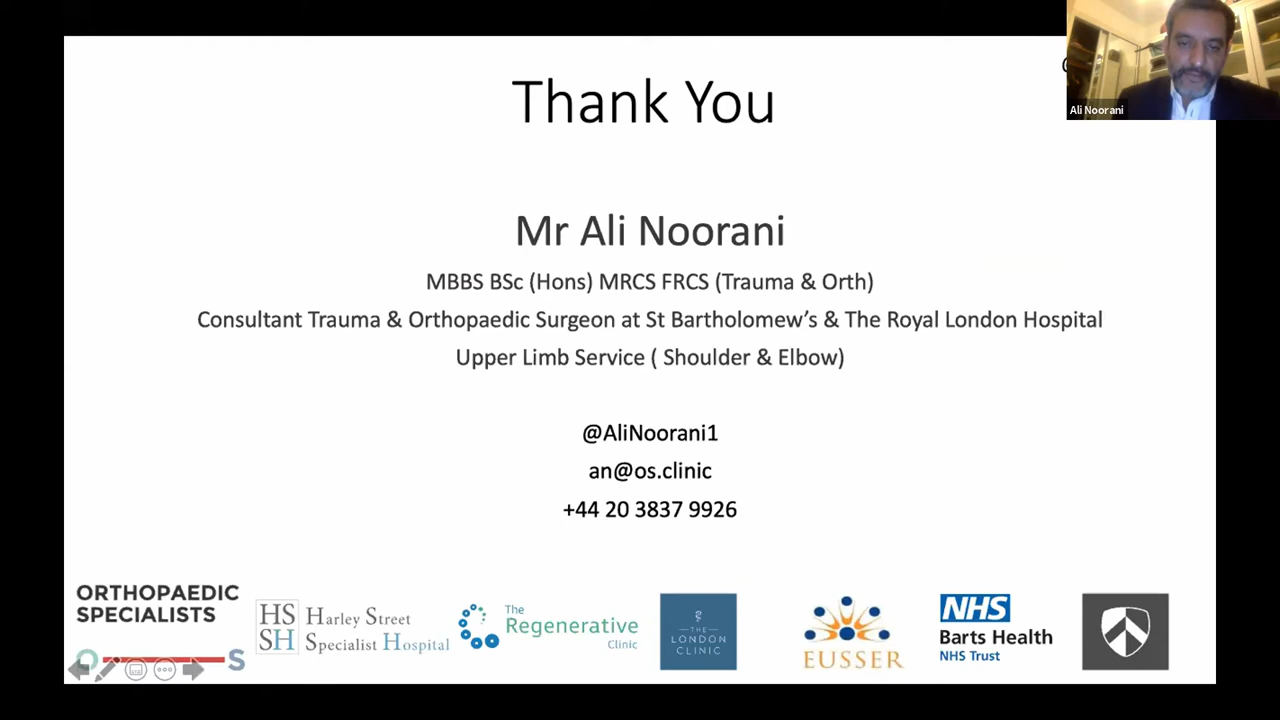 Thank You
Ali Noorani
Mr Ali Noorani
MBBS BSc (Hons) MRCS FRCS (Trauma & Orth)
Consultant Trauma & Orthopaedic Surgeon at St Bartholomew’s & The Royal London Hospital
Upper Limb Service ( Shoulder & Elbow)
@AliNoorani1
an@os.clinic
+44 20 3837 9926
ORTHOPAEDIC
SPECIALISTS
O S
HS
SH
Harley Street
Specialist Hospital
The
Regenerative
Clinic
THE
LONDON
CLINIC
EUSSER
NHS
Barts Health
NHS Trust